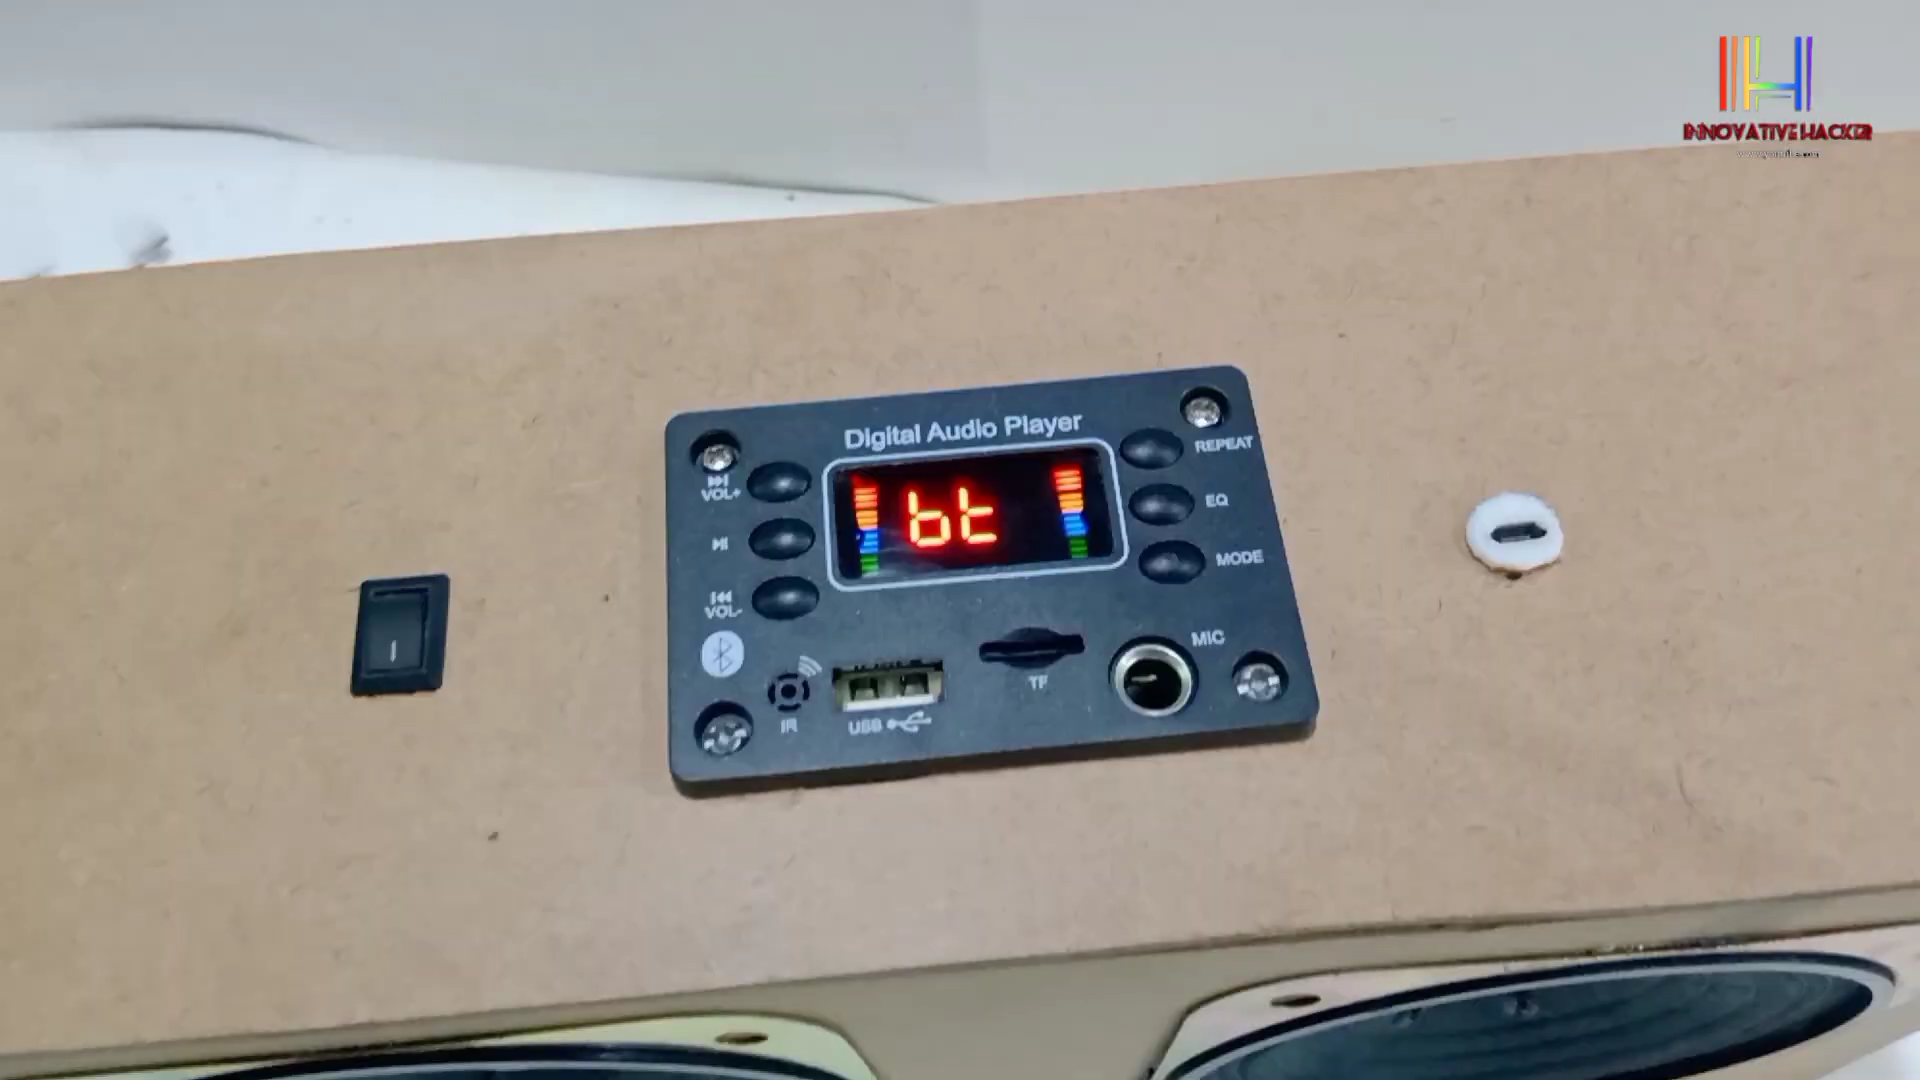 INNOVATIVE HACKER
Digital Audio Player
VOL+
VOL-
bt
REPEAT
EQ
MODE
IR
USB
TF
MIC